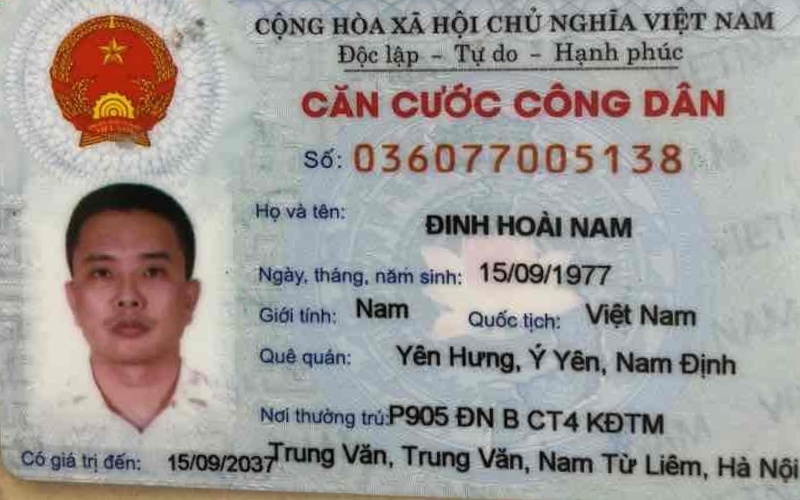 CỘNG HÒA XÃ HỘI CHỦ NGHĨA VIỆT NAM
Độc lập - Tự do - Hạnh phúc
CĂN CƯỚC CÔNG DÂN
Số: 036077005138
Họ và tên:
ĐINH HOÀI NAM
Ngày, tháng, năm sinh: 15/09/1977
Giới tính: Nam Quốc tịch: Việt Nam
Quê quán: Yên Hưng, Ý Yên, Nam Định
Nơi thường trú: P905 ĐN B CT4 KĐTM
Trung Văn, Trung Văn, Nam Từ Liêm, Hà Nội
Có giá trị đến: 15/09/2037